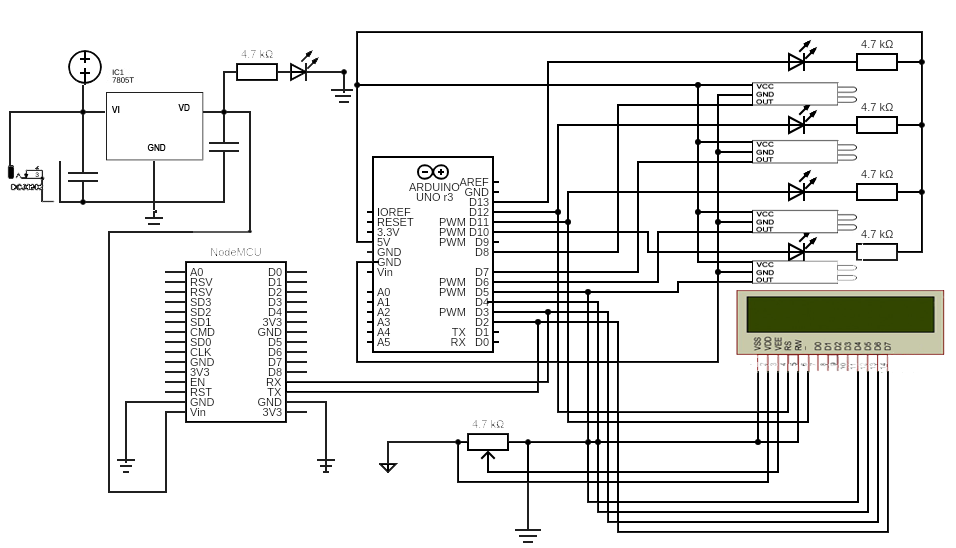 4.7 kΩ
IC1
7805T
VI
VD
GND
4.7 kΩ
VCC
GND
OUT
4.7 kΩ
VCC
GND
OUT
4.7 kΩ
VCC
GND
OUT
4.7 kΩ
VCC
GND
OUT
ARDUINO
UNO r3
AREF
GND
D13
IOREF D12
RESET PWM D11
3.3V PWM D10
5V PWM D9
GND D8
GND
Vin D7
PWM D6
A0 PWM D5
A1 D4
A2 PWM D3
A3 D2
A4 TX D1
A5 RX D0
NodeMCU
A0 D0
RSV D1
RSV D2
SD3 D3
SD2 D4
SD1 3V3
CMD GND
SD0 D5
CLK D6
GND D7
3V3 D8
EN RX
RST TX
GND GND
Vin 3V3
VSS VDD VEE RS RW D0 D1 D2 D3 D4 D5 D6 D7
4.7 kΩ